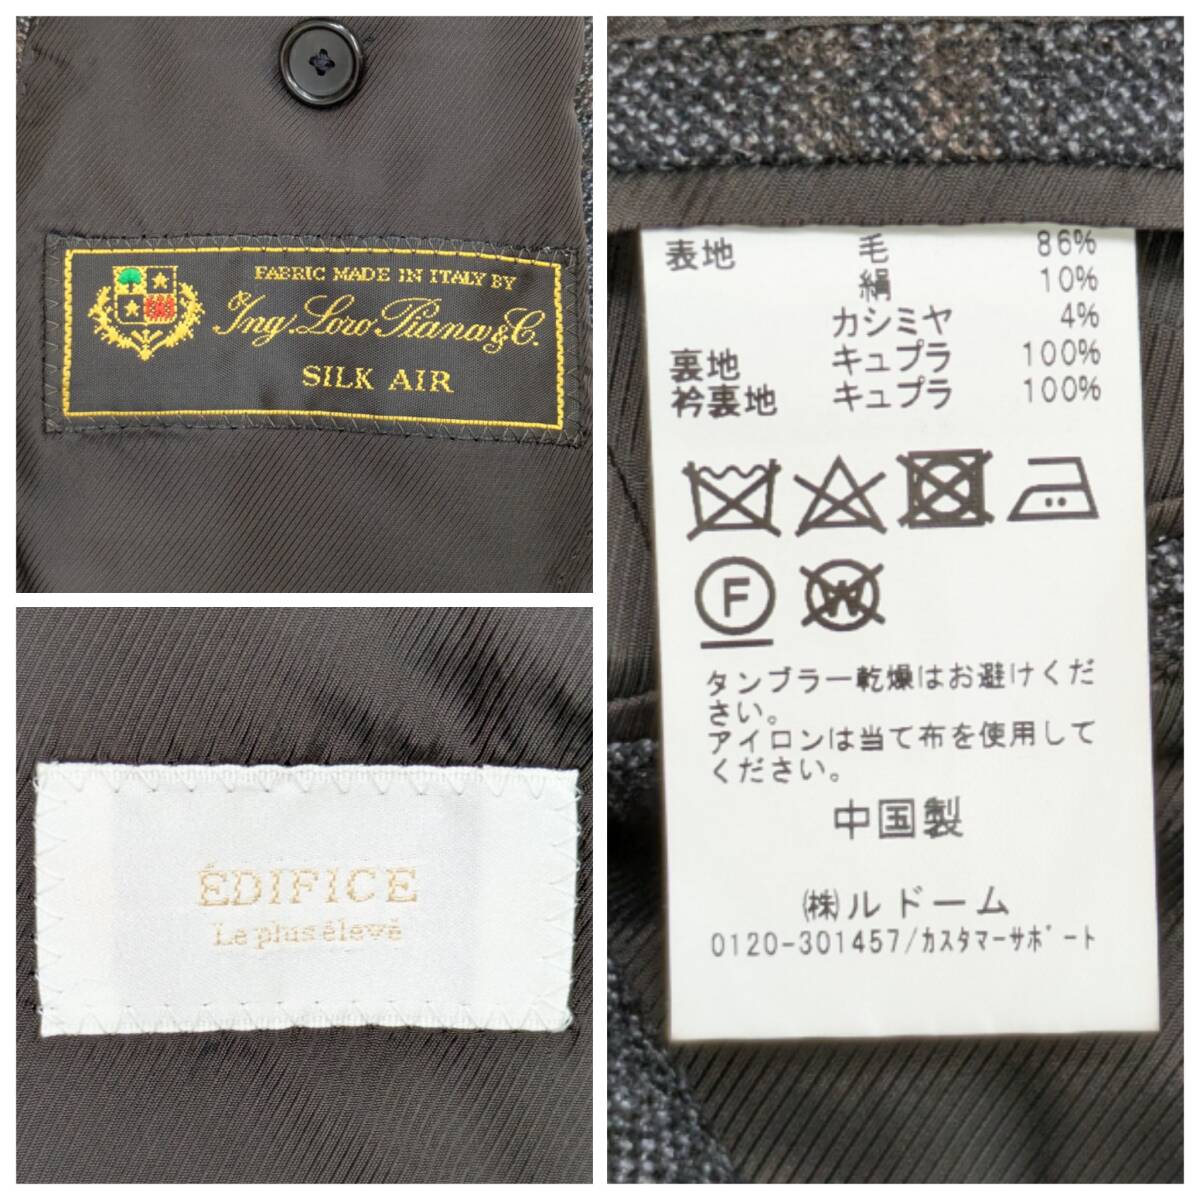 FABRIC MADE IN ITALY BY
Ing. Loro Piana & C.
SILK AIR
ÉDIFICE
Le plus élevé
表地 毛 86%
絹 10%
カシミヤ 4%
裏地 キュプラ 100%
衿裏地 キュプラ 100%
F W
タンブラー乾燥はお避けくだ
さい。
アイロンは当て布を使用して
ください。
中国製
㈱ルドーム
0120-301457/カスタマーサポート